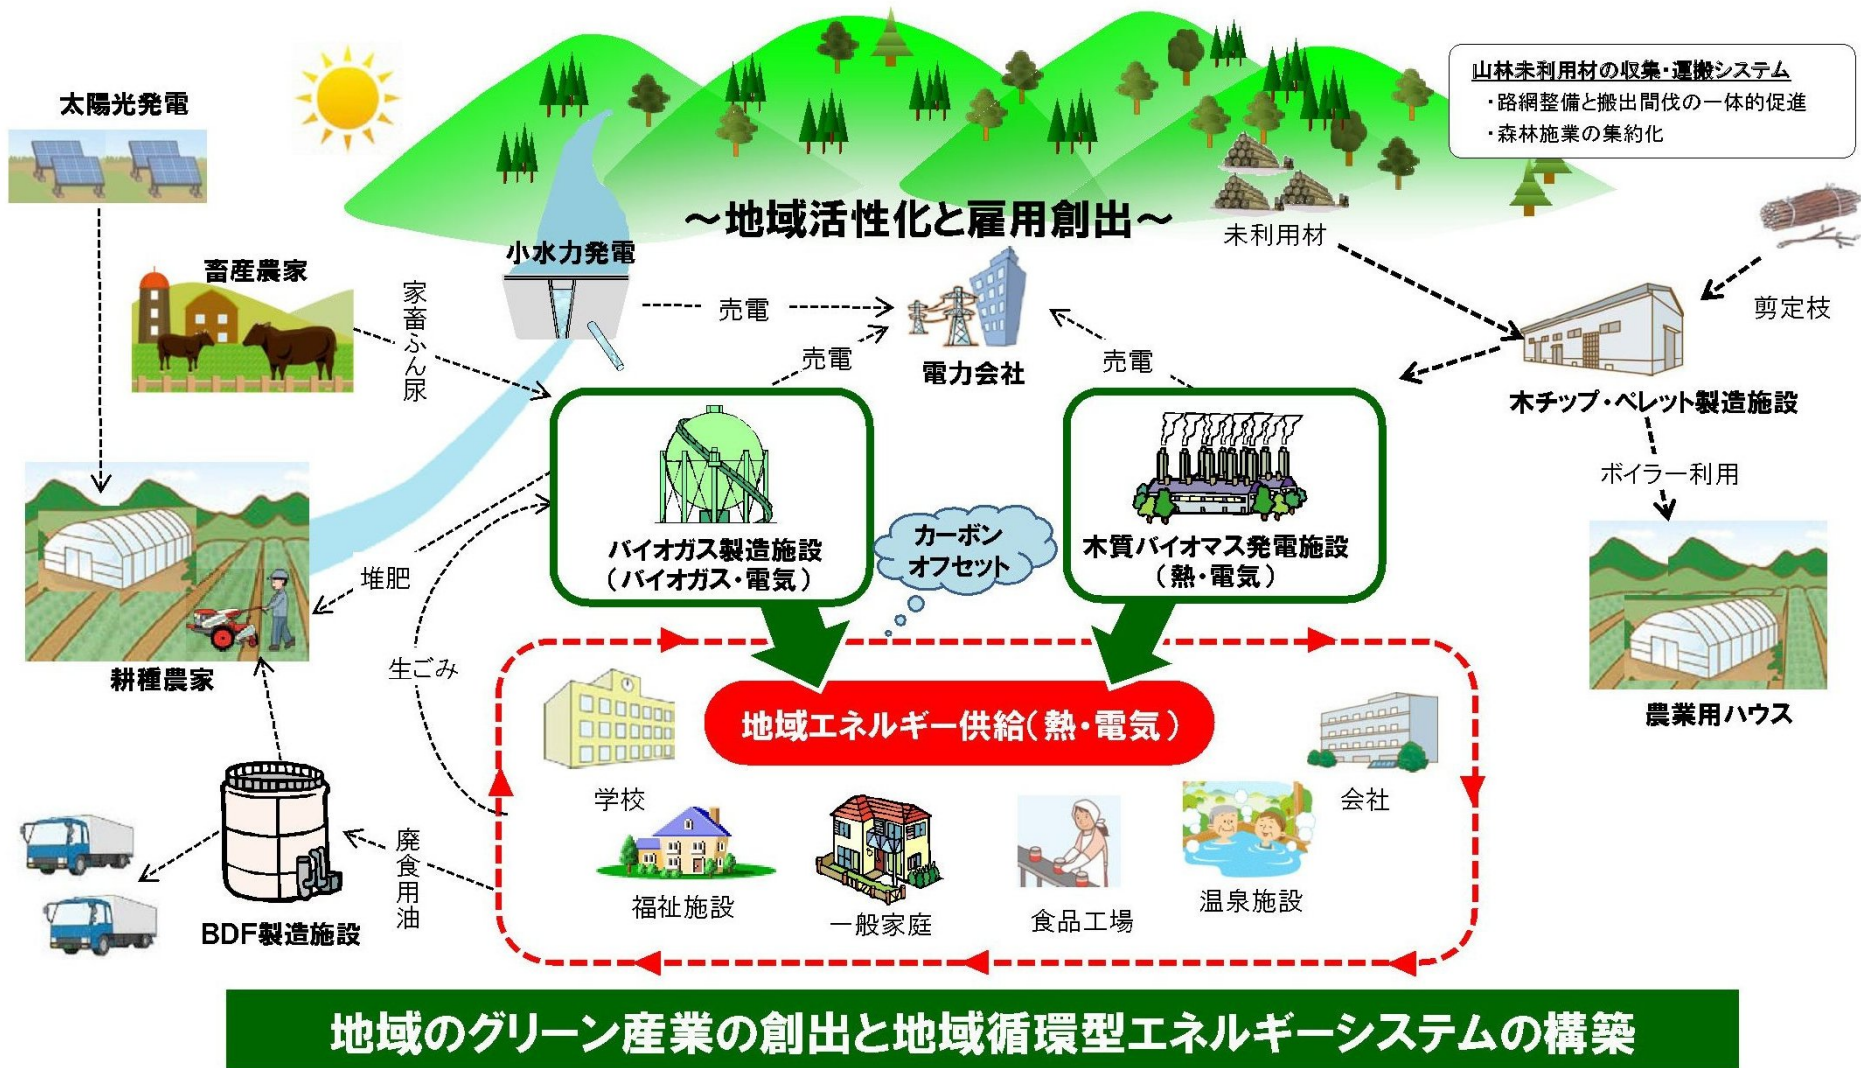 太陽光発電
山林未利用材の収集・運搬システム
・路網整備と搬出間伐の一体的促進
・森林施業の集約化
～地域活性化と雇用創出～
未利用材
小水力発電
畜産農家
家畜ふん尿
売電
売電
売電
電力会社
剪定枝
木チップ・ペレット製造施設
ボイラー利用
バイオガス製造施設
（バイオガス・電気）
カーボン
オフセット
木質バイオマス発電施設
（熱・電気）
堆肥
生ごみ
耕種農家
農業用ハウス
地域エネルギー供給（熱・電気）
学校
会社
福祉施設
一般家庭
食品工場
温泉施設
廃食用油
BDF製造施設
地域のグリーン産業の創出と地域循環型エネルギーシステムの構築